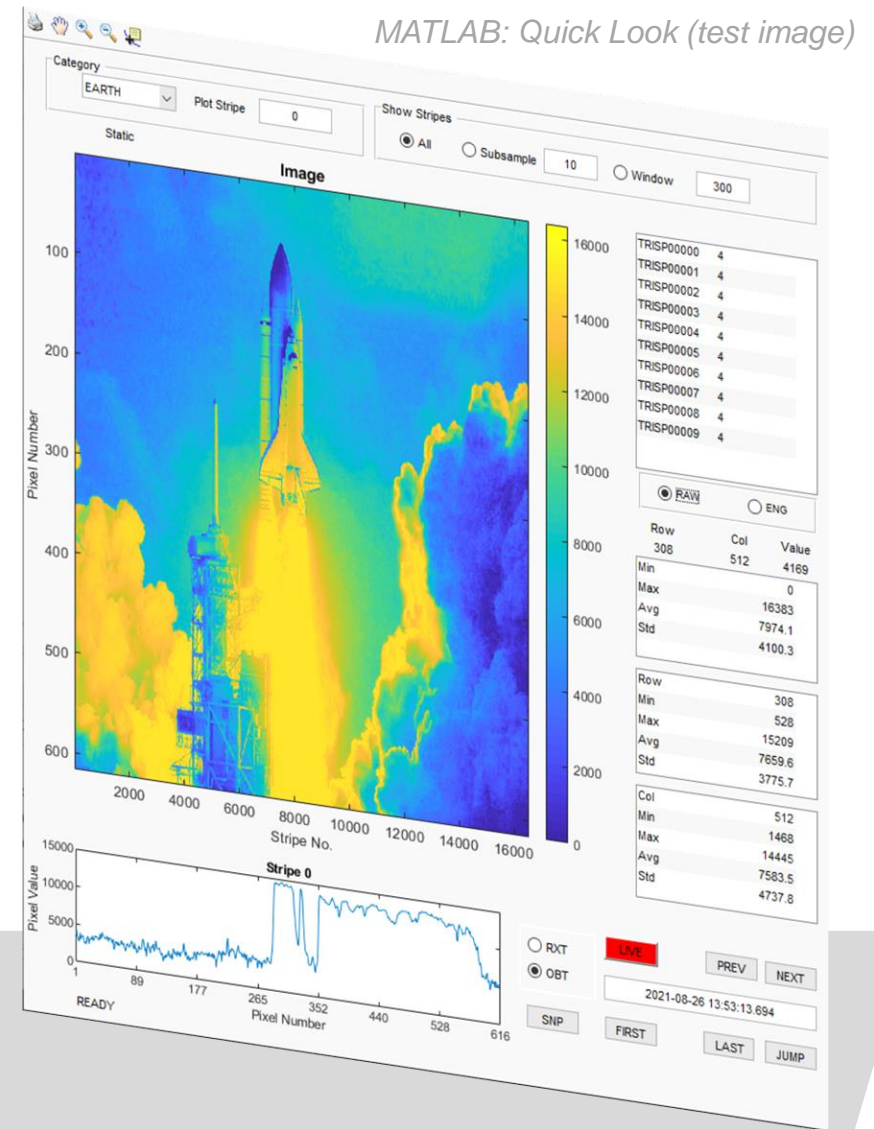 MATLAB: Quick Look (test image)
Category
EARTH
Plot Stripe
0
Show Stripes
All
Subsample
10
Window
300
Static
Image
Pixel Number
100
200
300
400
500
600
2000
4000
6000
8000
10000
12000
14000
16000
Stripe No.
16000
14000
12000
10000
8000
6000
4000
2000
0
TRISP00000 4
TRISP00001 4
TRISP00002 4
TRISP00003 4
TRISP00004 4
TRISP00005 4
TRISP00006 4
TRISP00007 4
TRISP00008 4
TRISP00009 4
RAW
ENG
Row Col Value
308 512 4169
Min 0
Max 16383
Avg 7974.1
Std 4100.3
Row 308
Min 528
Max 15209
Avg 7659.6
Std 3775.7
Col 512
Min 1468
Max 14445
Avg 7583.5
Std 4737.8
Stripe 0
Pixel Value
15000
10000
5000
0
1
89
177
265
352
440
528
616
Pixel Number
READY
RXT
OBT
SNP
LIVE
PREV
NEXT
2021-08-26 13:53:13.694
FIRST
LAST
JUMP